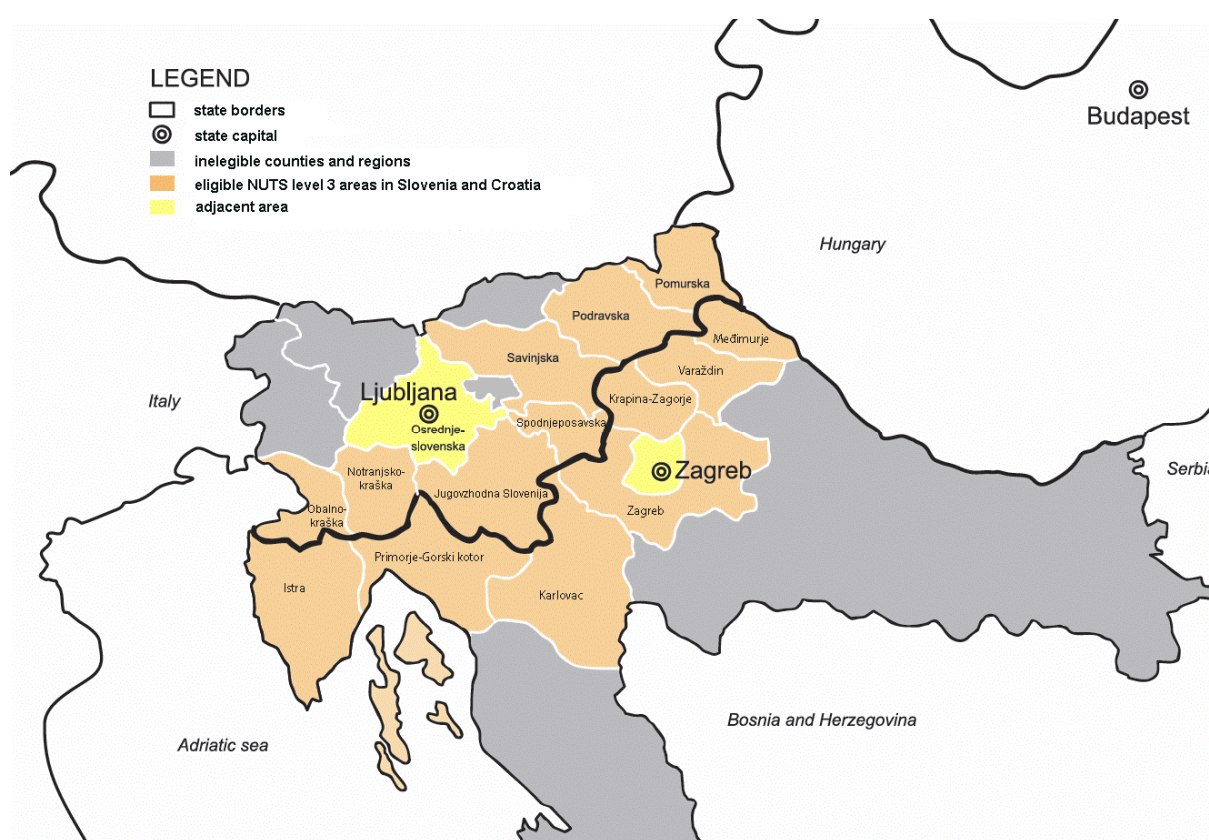 LEGEND
state borders
state capital
inelegible counties and regions
eligible NUTS level 3 areas in Slovenia and Croatia
adjacent area
Budapest
Hungary
Pomurska
Podravska
Međimurje
Savinjska
Varaždin
Ljubljana
Krapina-Zagorje
Italy
Osrednje-
slovenska
Spodnjeposavska
Zagreb
Serbia
Notranjsko-
kraška
Jugovzhodna Slovenija
Obalno-
kraška
Zagreb
Primorje-Gorski kotor
Istra
Karlovac
Bosnia and Herzegovina
Adriatic sea